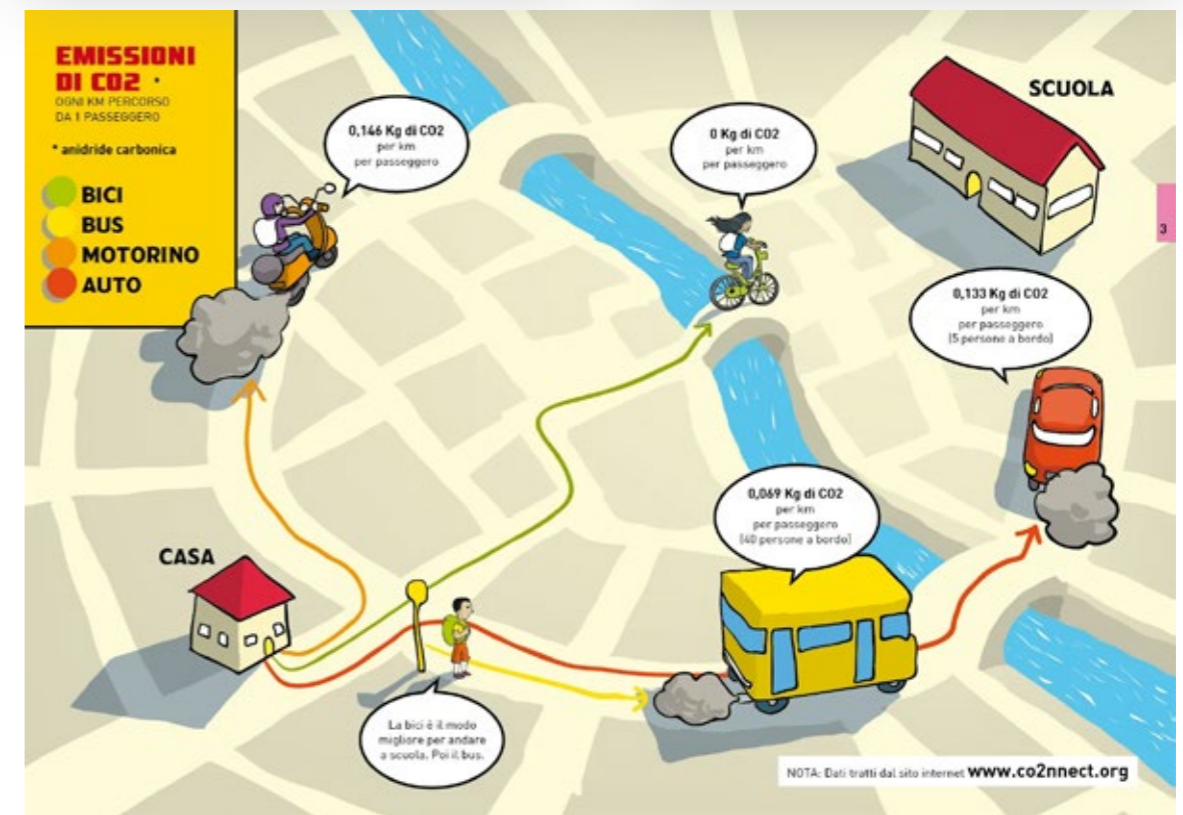 EMISSIONI
DI CO2 *
OGNI KM PERCORSO
DA 1 PASSEGGERO
* anidride carbonica
BICI
BUS
MOTORINO
AUTO
0,146 Kg di CO2
per km
per passeggero
0 Kg di CO2
per km
per passeggero
SCUOLA
3
0,133 Kg di CO2
per km
per passeggero
(5 persone a bordo)
0,069 Kg di CO2
per km
per passeggero
(40 persone a bordo)
CASA
La bici è il modo
migliore per andare
a scuola. Poi il bus.
NOTA: Dati tratti dal sito internet www.co2nnect.org